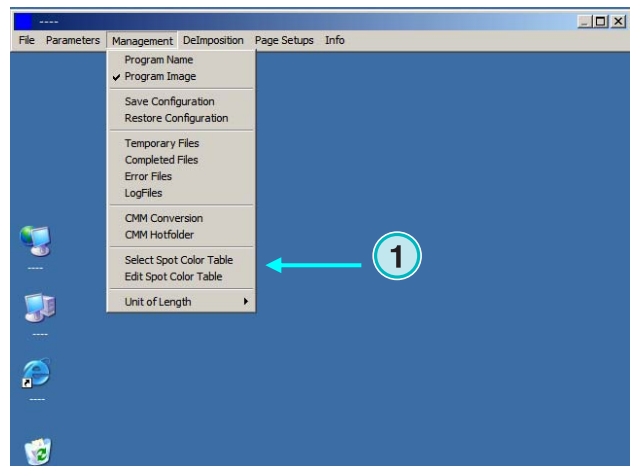 ----
File Parameters Management DeImposition Page Setups Info
Program Name
Program Image
Save Configuration
Restore Configuration
Temporary Files
Completed Files
Error Files
LogFiles
CMM Conversion
CMM Hotfolder
Select Spot Color Table
Edit Spot Color Table
Unit of Length
1
----
----
----